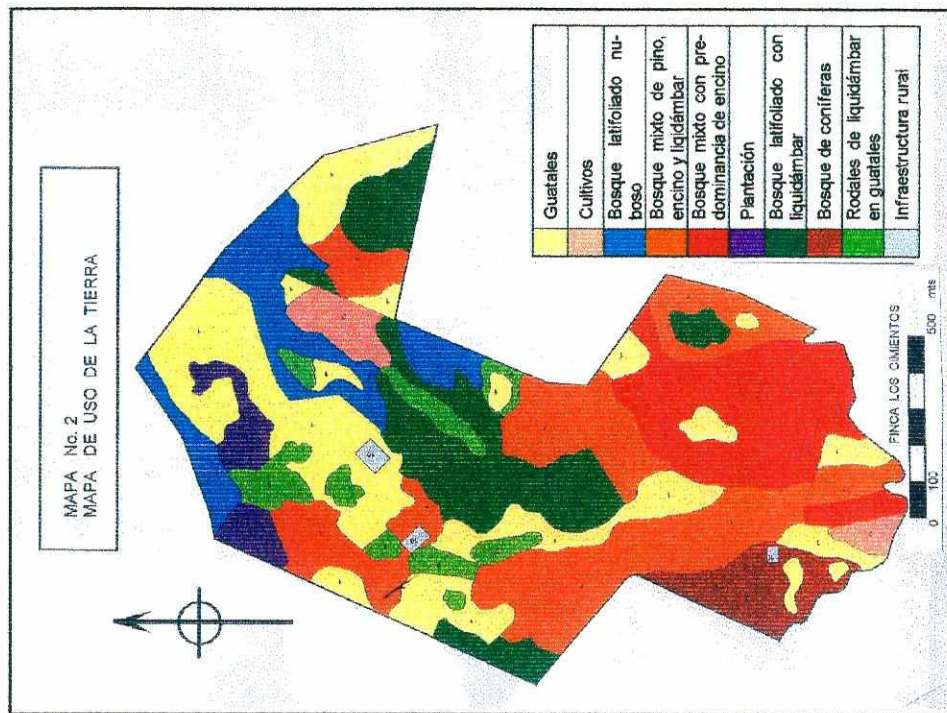 MAPA No. 2
MAPA DE USO DE LA TIERRA
Guatales
Cultivos
Bosque latifoliado nu-
boso
Bosque mixto de pino,
encino y liqidámbar
Bosque mixto con pre-
dominancia de encino
Plantación
Bosque latifoliado con
liquidámbar
Bosque de coníferas
Rodales de liquidámbar
en guatales
Infraestructura rural
FINCA LOS CIMIENTOS
0 100 500 mts